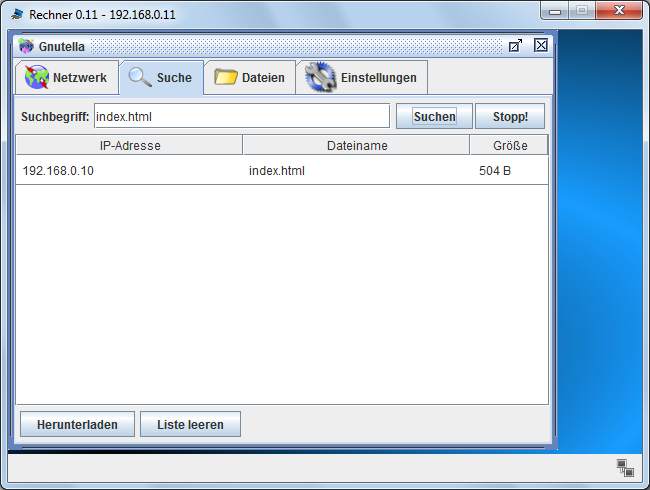 Rechner 0.11 - 192.168.0.11
Gnutella
Netzwerk Suche Dateien Einstellungen
Suchbegriff: index.html Suchen Stopp!
IP-Adresse Dateiname Größe
192.168.0.10 index.html 504 B
Herunterladen Liste leeren